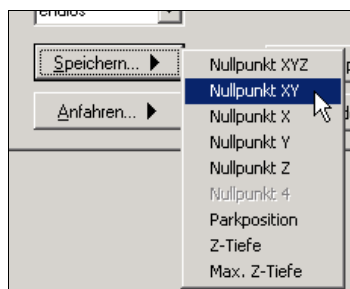 endlos
Speichern...
Anfahren...
Nullpunkt XYZ
Nullpunkt XY
Nullpunkt X
Nullpunkt Y
Nullpunkt Z
Nullpunkt 4
Parkposition
Z-Tiefe
Max. Z-Tiefe